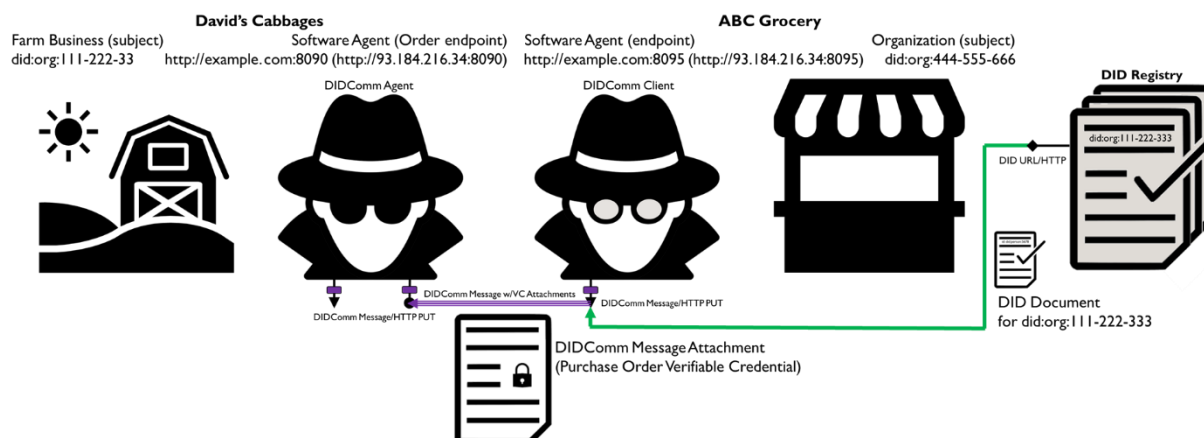 David's Cabbages
ABC Grocery
Farm Business (subject)
did:org:111-222-33
Software Agent (Order endpoint)
http://example.com:8090 (http://93.184.216.34:8090)
Software Agent (endpoint)
http://example.com:8095 (http://93.184.216.34:8095)
Organization (subject)
did:org:444-555-666
DIDComm Agent
DIDComm Client
DID Registry
did:org:111-222-333
DID URL/HTTP
DID Document
for did:org:111-222-333
DIDComm Message w/VC Attachments
DIDComm Message/HTTP PUT
DIDComm Message/HTTP PUT
DIDComm Message Attachment
(Purchase Order Verifiable Credential)